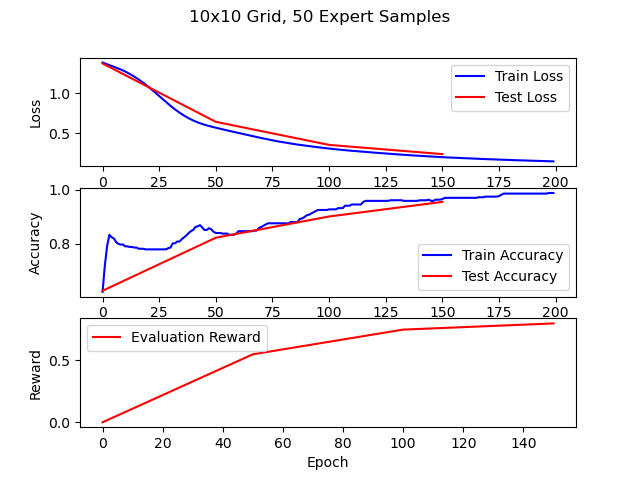 10x10 Grid, 50 Expert Samples
Loss
1.0
0.5
Train Loss
Test Loss
0 25 50 75 100 125 150 175 200
Accuracy
1.0
0.8
Train Accuracy
Test Accuracy
0 25 50 75 100 125 150 175 200
Reward
0.5
0.0
Evaluation Reward
0 20 40 60 80 100 120 140
Epoch